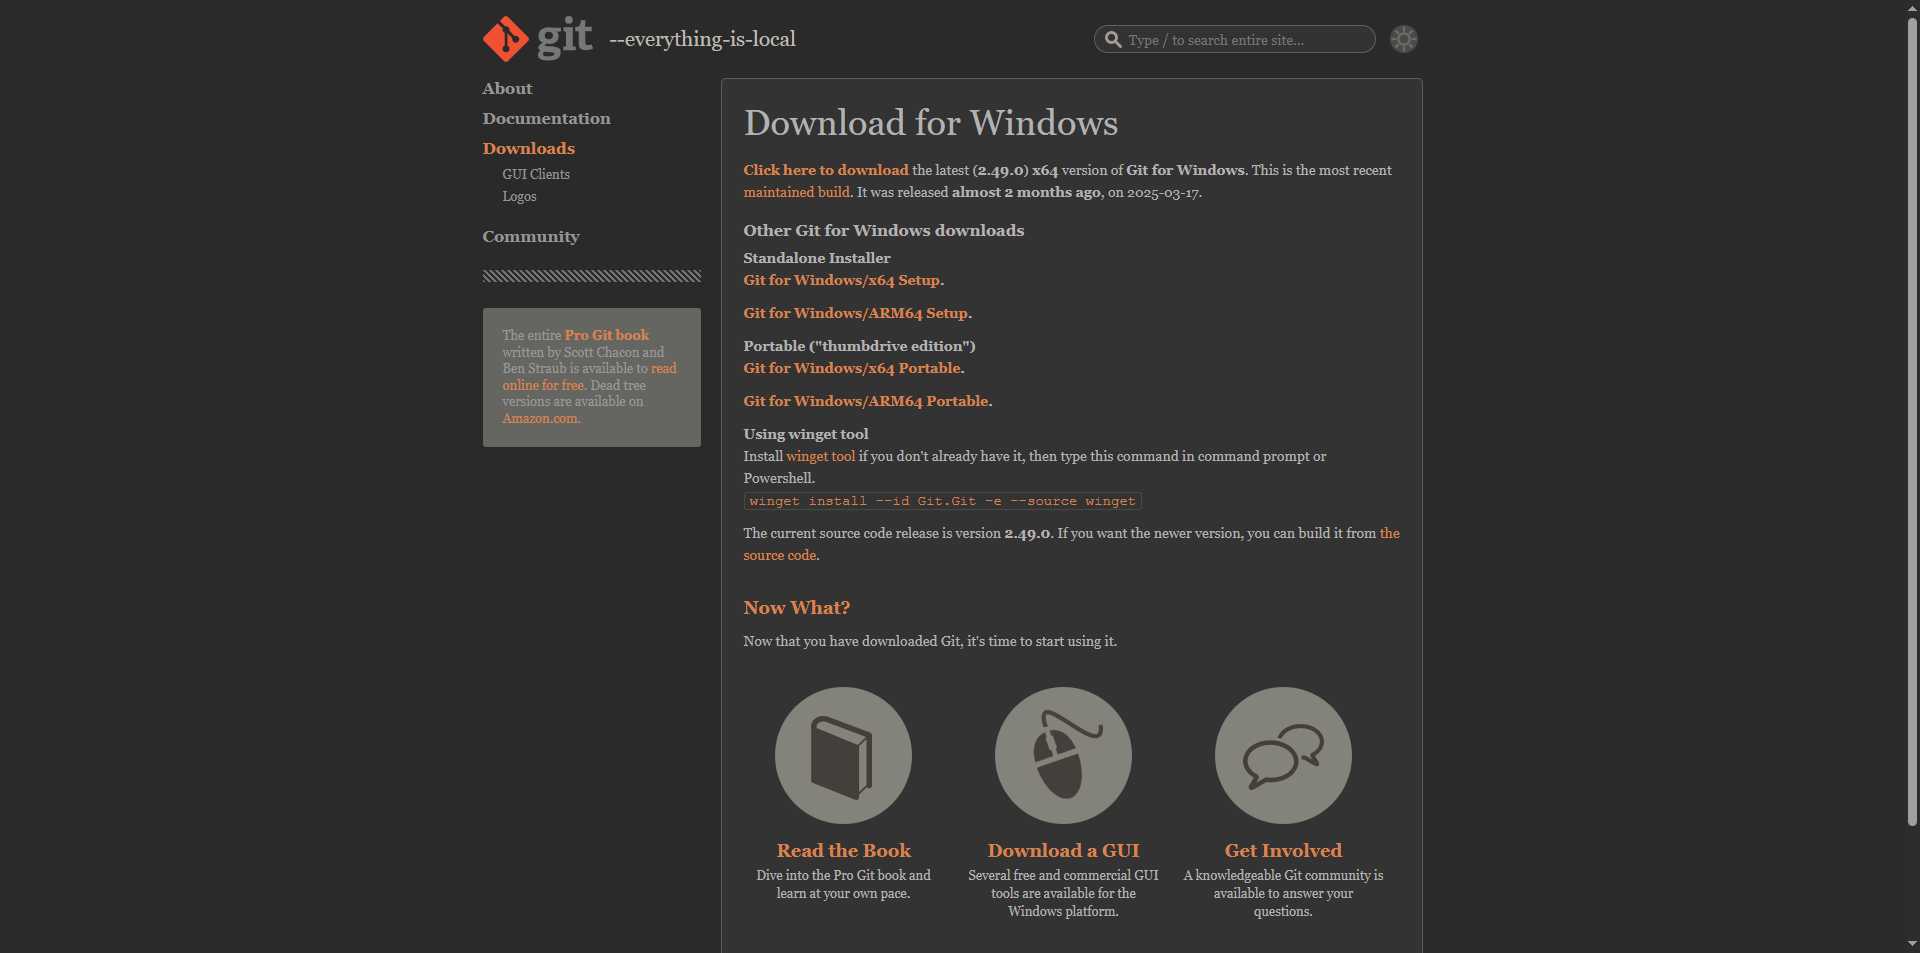 git --everything-is-local
Type / to search entire site...
About
Documentation
Downloads
GUI Clients
Logos
Community
The entire Pro Git book
written by Scott Chacon and
Ben Straub is available to read
online for free. Dead tree
versions are available on
Amazon.com.
Download for Windows
Click here to download the latest (2.49.0) x64 version of Git for Windows. This is the most recent
maintained build. It was released almost 2 months ago, on 2025-03-17.
Other Git for Windows downloads
Standalone Installer
Git for Windows/x64 Setup.
Git for Windows/ARM64 Setup.
Portable ("thumbdrive edition")
Git for Windows/x64 Portable.
Git for Windows/ARM64 Portable.
Using winget tool
Install winget tool if you don't already have it, then type this command in command prompt or
Powershell.
winget install --id Git.Git -e --source winget
The current source code release is version 2.49.0. If you want the newer version, you can build it from the
source code.
Now What?
Now that you have downloaded Git, it's time to start using it.
Read the Book
Dive into the Pro Git book and
learn at your own pace.
Download a GUI
Several free and commercial GUI
tools are available for the
Windows platform.
Get Involved
A knowledgeable Git community is
available to answer your
questions.